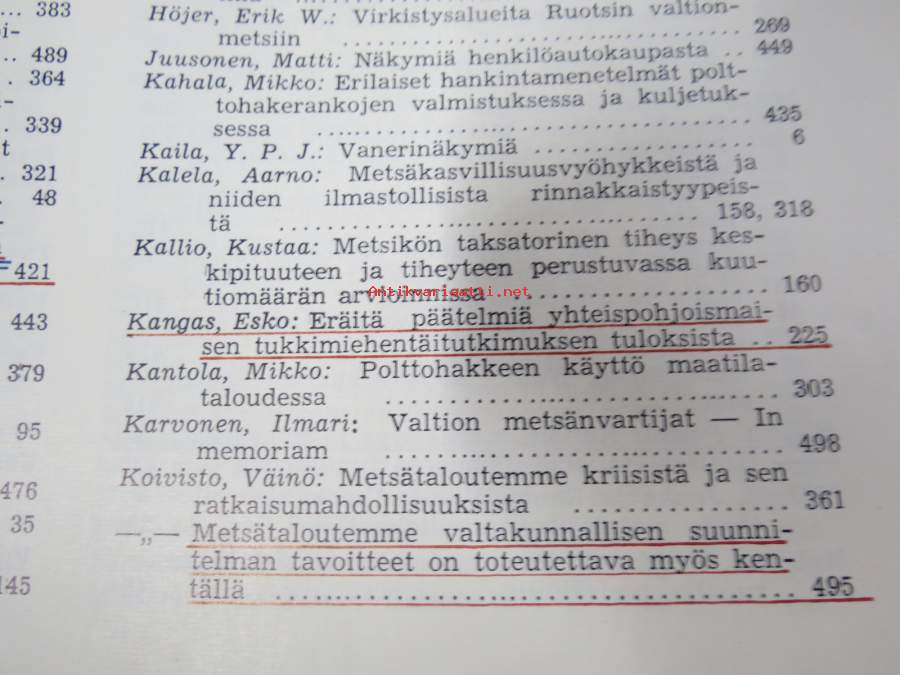 ... 383
i-
.. 489
. 364
-
. 339
t
. 321
. 48
-
421
443
379
95
476
35
145
Höjer, Erik W.: Virkistysalueita Ruotsin valtion-
metsiin ........................................ 269
Juusonen, Matti: Näkymiä henkilöautokaupasta .. 449
Kahala, Mikko: Erilaiset hankintamenetelmät polt-
tohakerankojen valmistuksessa ja kuljetuk-
sessa ........................................ 435
Kaila, Y. P. J.: Vanerinäkymiä .................. 6
Kalela, Aarno: Metsäkasvillisuusvyöhykkeistä ja
niiden ilmastollisista rinnakkaistyypeis-
tä ........................................ 158, 318
Kallio, Kustaa: Metsikön taksatorinen tiheys kes-
kipituuteen ja tiheyteen perustuvassa kuu-
tiomäärän arvioinnissa .................... 160
Antikvariaatti.net
Kangas, Esko: Eräitä päätelmiä yhteispohjoismai-
sen tukkimiehentäitutkimuksen tuloksista .. 225
Kantola, Mikko: Polttohakkeen käyttö maatila-
taloudessa ................................ 303
Karvonen, Ilmari: Valtion metsänvartijat — In
memoriam ................................ 498
Koivisto, Väinö: Metsätaloutemme kriisistä ja sen
ratkaisumahdollisuuksista ................ 361
—„— Metsätaloutemme valtakunnallisen suunni-
telman tavoitteet on toteutettava myös ken-
tällä ........................................ 495